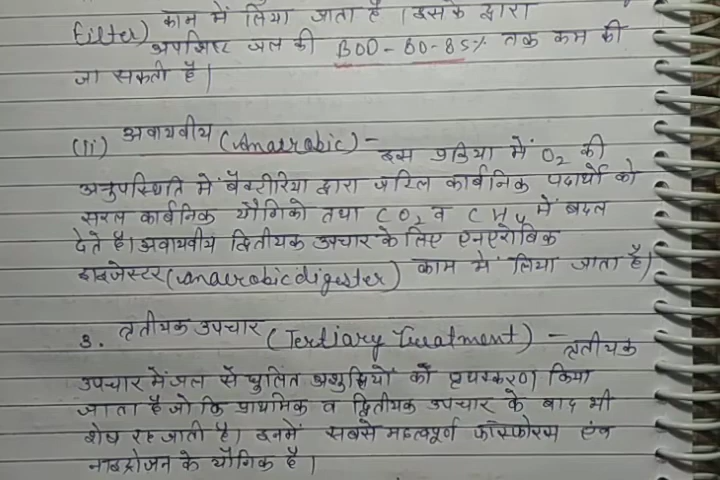 काम में लिया जाता है। इसके द्वारा
filter)
अपशिष्ट जल की BOD - 60-85% तक कम की
जा सकती है।
(ii) अवायवीय (Anaerobic) -
इस प्रक्रिया में O2 की
अनुपस्थिति में बैक्टीरिया द्वारा जटिल कार्बनिक पदार्थों को
सरल कार्बनिक यौगिको तथा CO2 व CH4 में बदल
देते है। अवायवीय द्वितीयक उपचार के लिए एनएरोबिक
डाइजेस्टर (anaerobic digester) काम में लिया जाता है।
3. तृतीयक उपचार (Tertiary Treatment) - तृतीयक
उपचार में जल से घुलित अशुद्धियों को पृथक्करण किया
जाता है जो कि प्राथमिक व द्वितीयक उपचार के बाद भी
शेष रह जाती है। इनमें सबसे महत्वपूर्ण फॉस्फोरस एंव
नाइट्रोजन के यौगिक है।